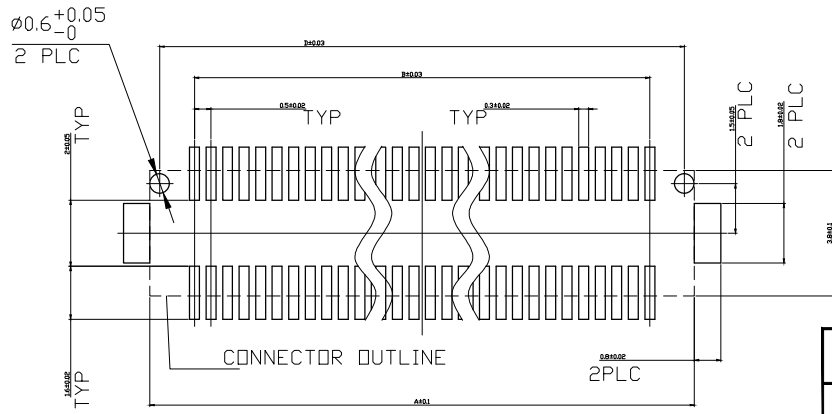 Ø0.6 +0.05 -0
2 PLC
D±0.03
B±0.03
0.5±0.02
TYP
TYP
0.3±0.02
1.5±0.05
2 PLC
1.8±0.02
2 PLC
2±0.05
TYP
3.8±0.1
1.6±0.02
TYP
CONNECTOR OUTLINE
0.8±0.02
2PLC
A±0.1